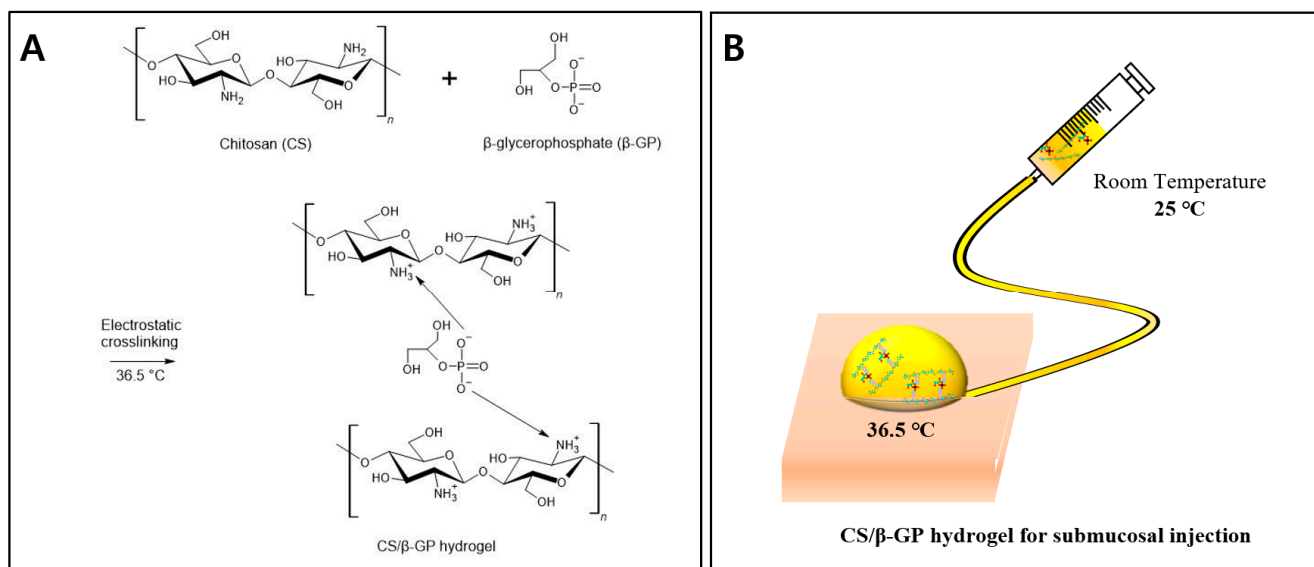 A
OH
NH2
HO
O
O
HO
O
NH2
O
OH
n
Chitosan (CS)
+
OH
OH
O−
O
P
O
O−
β-glycerophosphate (β-GP)
OH
+
NH3
HO
O
O
HO
O
NH3
+
O
OH
n
Electrostatic
crosslinking
36.5 °C
OH
OH
O−
O
P
O
O−
OH
+
NH3
HO
O
O
HO
O
NH3
+
O
OH
n
CS/β-GP hydrogel
B
Room Temperature
25 °C
36.5 °C
CS/β-GP hydrogel for submucosal injection